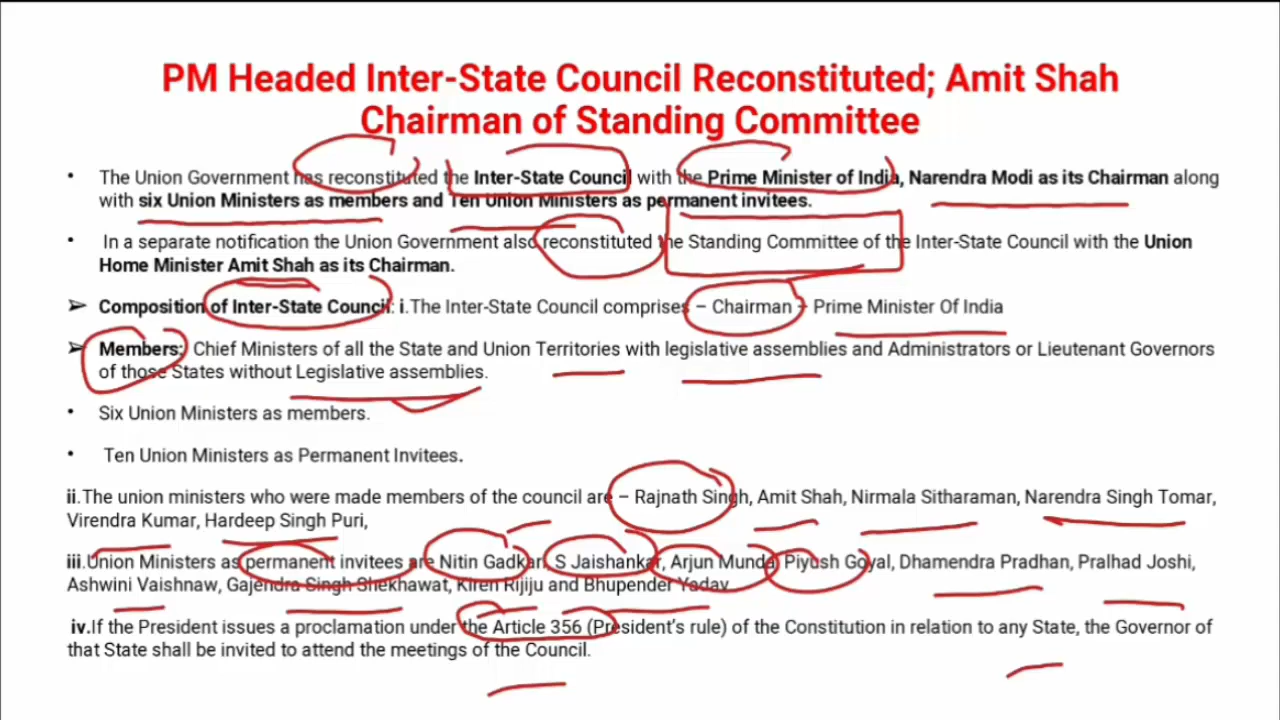 PM Headed Inter-State Council Reconstituted; Amit Shah
Chairman of Standing Committee
• The Union Government has reconstituted the Inter-State Council with the Prime Minister of India, Narendra Modi as its Chairman along
with six Union Ministers as members and Ten Union Ministers as permanent invitees.
• In a separate notification the Union Government also reconstituted the Standing Committee of the Inter-State Council with the Union
Home Minister Amit Shah as its Chairman.
➢ Composition of Inter-State Council: i.The Inter-State Council comprises – Chairman – Prime Minister Of India
➢ Members: Chief Ministers of all the State and Union Territories with legislative assemblies and Administrators or Lieutenant Governors
of those States without Legislative assemblies.
• Six Union Ministers as members.
• Ten Union Ministers as Permanent Invitees.
ii.The union ministers who were made members of the council are – Rajnath Singh, Amit Shah, Nirmala Sitharaman, Narendra Singh Tomar,
Virendra Kumar, Hardeep Singh Puri,
iii.Union Ministers as permanent invitees are Nitin Gadkari S Jaishankar, Arjun Munda Piyush Goyal, Dhamendra Pradhan, Pralhad Joshi,
Ashwini Vaishnaw, Gajendra Singh Shekhawat, Kiren Rijiju and Bhupender Yadav
iv.If the President issues a proclamation under the Article 356 (President's rule) of the Constitution in relation to any State, the Governor of
that State shall be invited to attend the meetings of the Council.